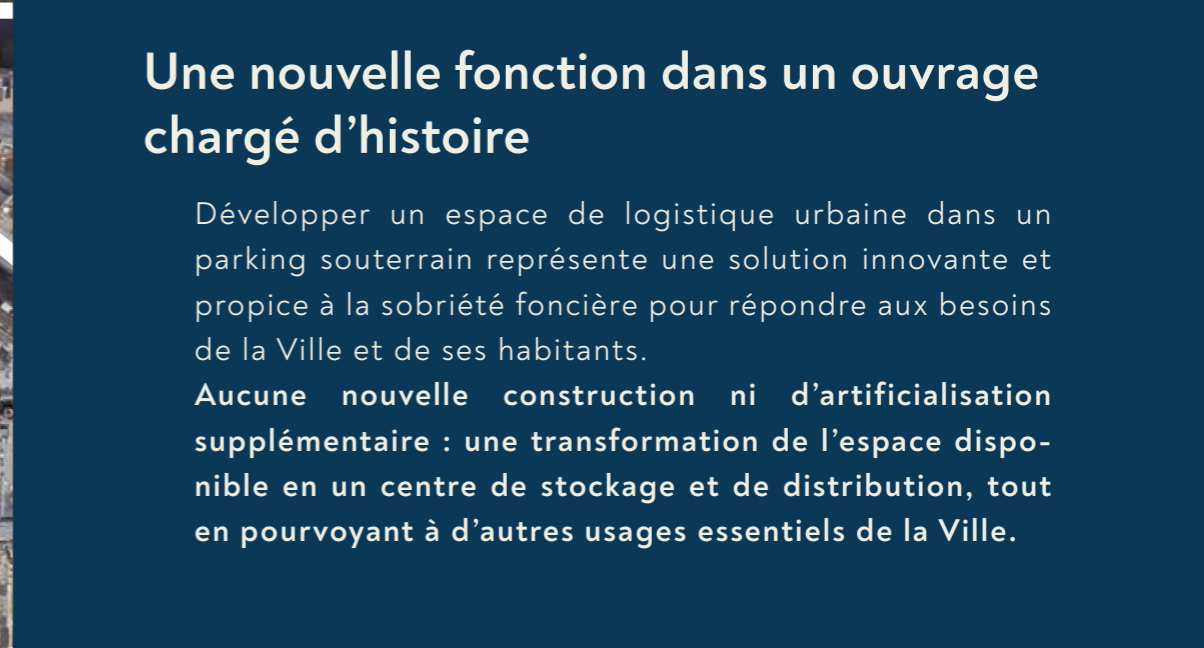 Une nouvelle fonction dans un ouvrage
chargé d’histoire
Développer un espace de logistique urbaine dans un
parking souterrain représente une solution innovante et
propice à la sobriété foncière pour répondre aux besoins
de la Ville et de ses habitants.
Aucune nouvelle construction ni d’artificialisation
supplémentaire : une transformation de l’espace dispo-
nible en un centre de stockage et de distribution, tout
en pourvoyant à d’autres usages essentiels de la Ville.